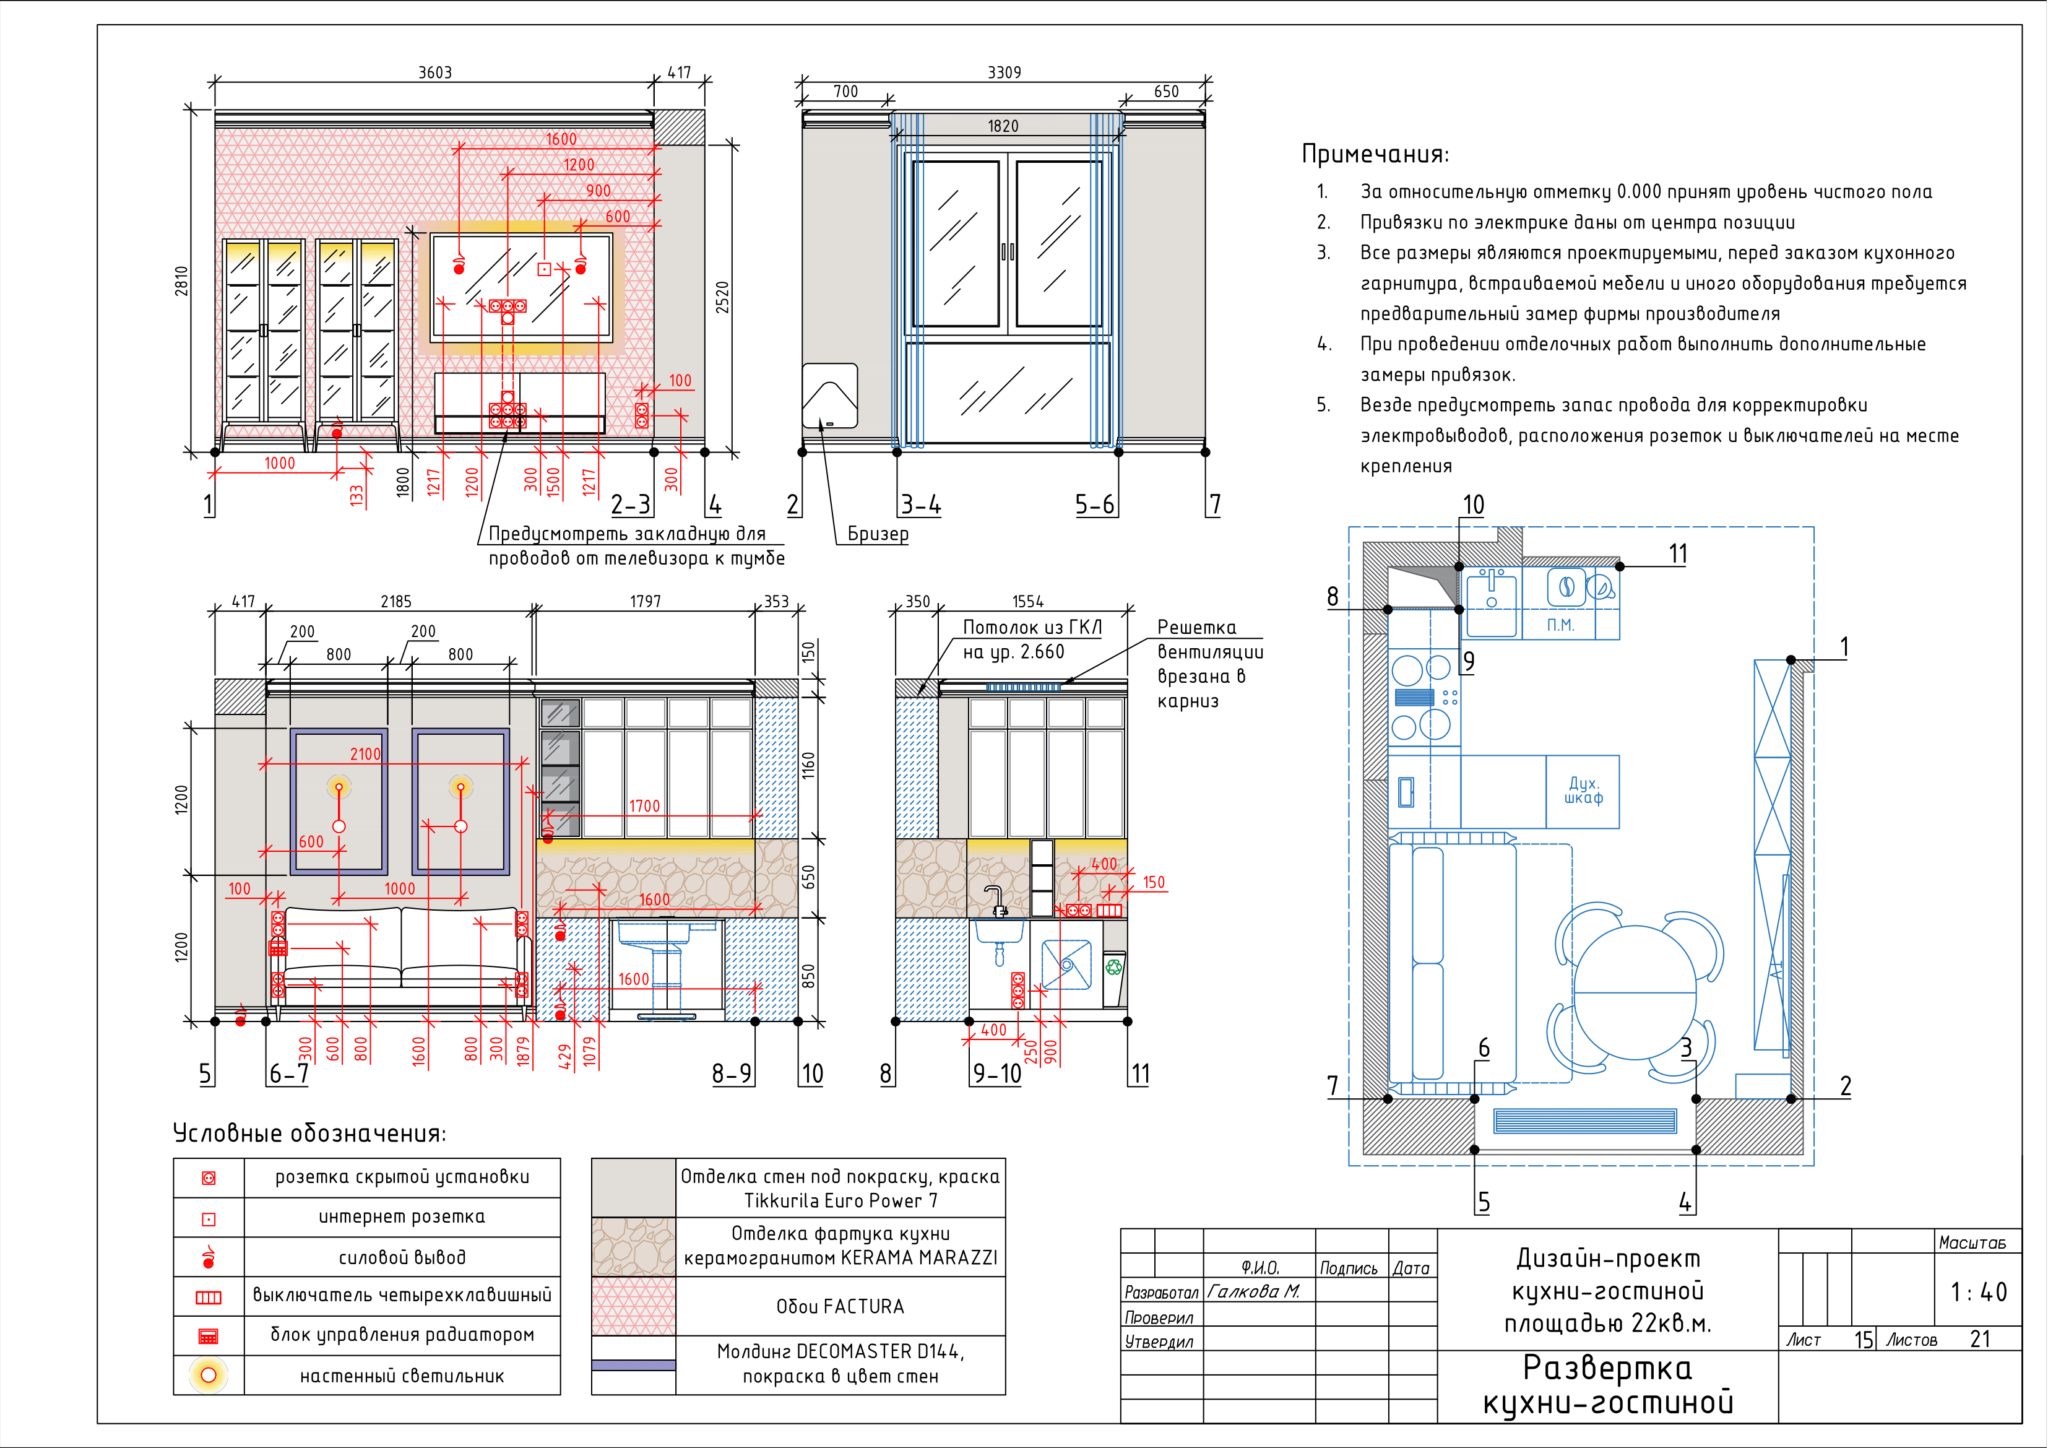 3603
417
1600
1200
900
600
100
2810
2520
1000
133
1800
1217
1200
300
1500
1217
300
1
2-3
4
Предусмотреть закладную для
проводов от телевизора к тумбе
3309
700
650
1820
2
3-4
5-6
7
Бризер
Примечания:
1. За относительную отметку 0.000 принят уровень чистого пола
2. Привязки по электрике даны от центра позиции
3. Все размеры являются проектируемыми, перед заказом кухонного
гарнитура, встраиваемой мебели и иного оборудования требуется
предварительный замер фирмы производителя
4. При проведении отделочных работ выполнить дополнительные
замеры привязок.
5. Везде предусмотреть запас провода для корректировки
электровыводов, расположения розеток и выключателей на месте
крепления
417
2185
1797
353
200
200
800
800
150
2100
1200
1160
1700
600
100
1000
650
1600
1200
850
1600
300
600
800
1600
800
300
1879
429
1079
5
6-7
8-9
10
350
1554
Потолок из ГКЛ
на ур. 2.660
Решетка
вентиляции
врезана в
карниз
400
150
400
250
900
8
9-10
11
10
11
8
9
П.М.
1
Дух.
шкаф
6
3
7
2
5
4
Условные обозначения:
розетка скрытой установки
интернет розетка
силовой вывод
выключатель четырехклавишный
блок управления радиатором
настенный светильник
Отделка стен под покраску, краска
Tikkurila Euro Power 7
Отделка фартука кухни
керамогранитом KERAMA MARAZZI
Обои FACTURA
Молдинг DECOMASTER D144,
покраска в цвет стен
Ф.И.О. Подпись Дата
Разработал Галкова М.
Проверил
Утвердил
Дизайн-проект
кухни-гостиной
площадью 22кв.м.
Развертка
кухни-гостиной
Масштаб
1:40
Лист 15 Листов 21